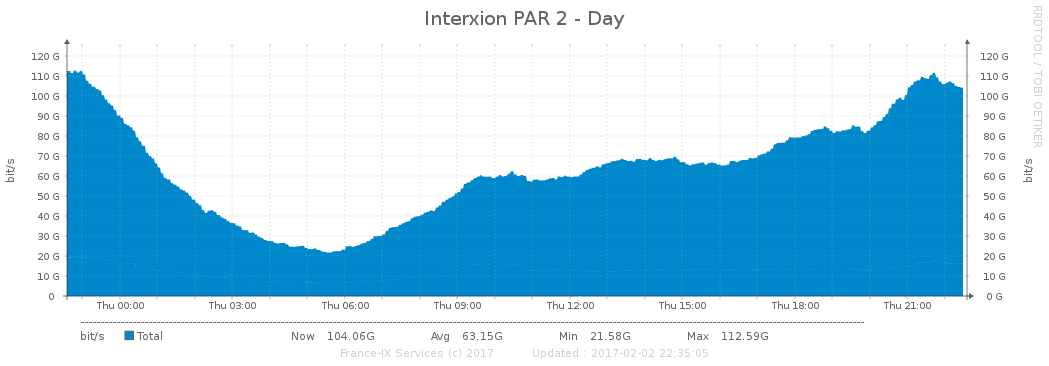 Interxion PAR 2 - Day
RRDTOOL / TOBI OETIKER
bit/s
120 G 120 G
110 G 110 G
100 G 100 G
90 G 90 G
80 G 80 G
70 G 70 G
60 G 60 G
50 G 50 G
40 G 40 G
30 G 30 G
20 G 20 G
10 G 10 G
0 0 G
bit/s
Thu 00:00 Thu 03:00 Thu 06:00 Thu 09:00 Thu 12:00 Thu 15:00 Thu 18:00 Thu 21:00
bit/s Total Now 104.06G Avg 63.15G Min 21.58G Max 112.59G
France-IX Services (c) 2017 Updated : 2017-02-02 22:35:05